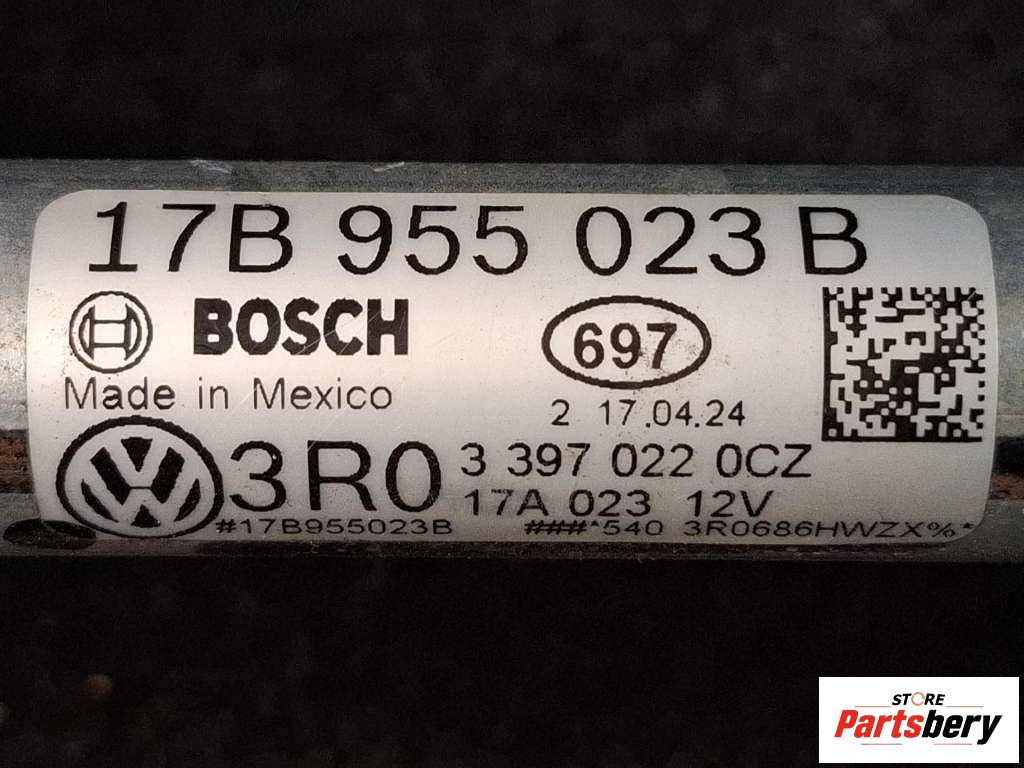 17B 955 023 B
BOSCH
697
Made in Mexico
2 17.04.24
3R0
3 397 022 0CZ
17A 023 12V
#17B955023B ###*540 3R0686HWZX%*
STORE
Partsbery